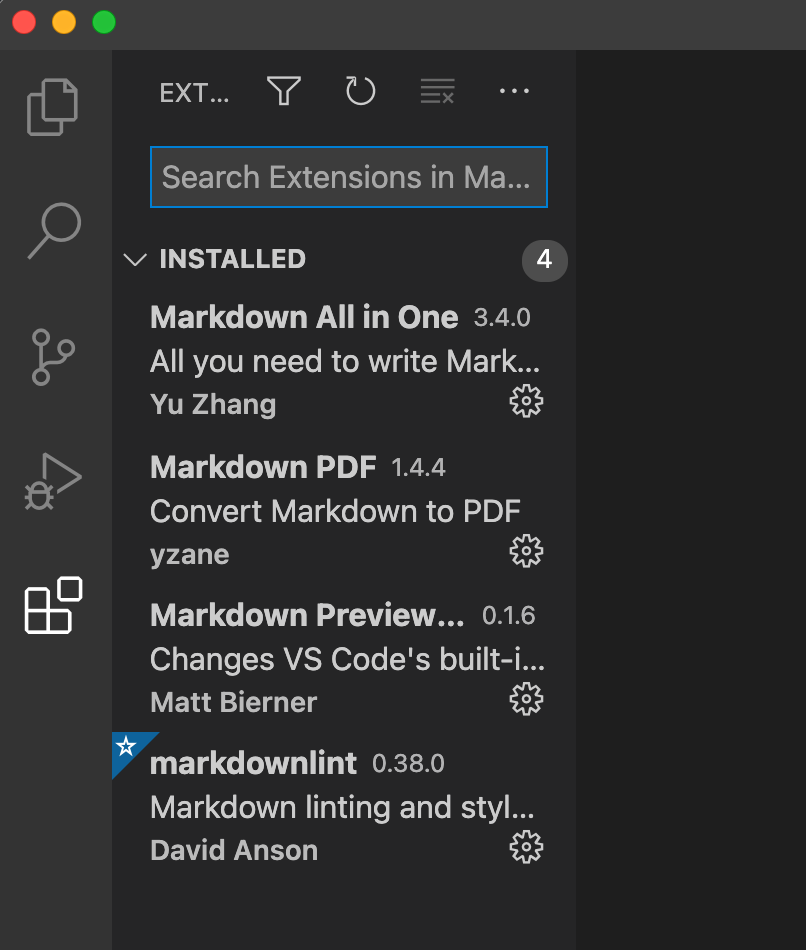 EXT...
Search Extensions in Ma...
INSTALLED 4
Markdown All in One 3.4.0
All you need to write Mark...
Yu Zhang
Markdown PDF 1.4.4
Convert Markdown to PDF
yzane
Markdown Preview... 0.1.6
Changes VS Code's built-i...
Matt Bierner
markdownlint 0.38.0
Markdown linting and styl...
David Anson